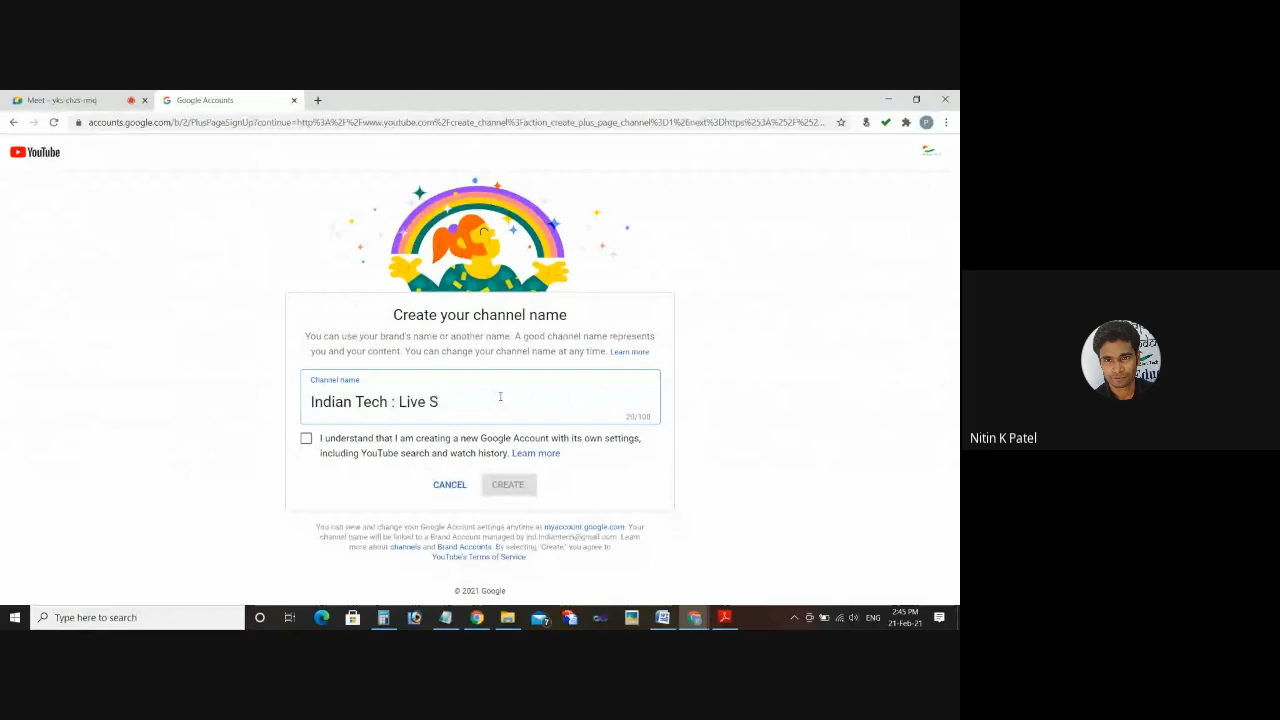 Meet – yks-chzs-rmq
Google Accounts
accounts.google.com/b/2/PlusPageSignUp?continue=http%3A%2F%2Fwww.youtube.com%2Fcreate_channel%3Faction_create_plus_page_channel%3D1%26next%3Dhttps%253A%252F%252...
YouTube
Create your channel name
You can use your brand's name or another name. A good channel name represents
you and your content. You can change your channel name at any time. Learn more
Channel name
Indian Tech : Live S
20/100
I understand that I am creating a new Google Account with its own settings,
including YouTube search and watch history. Learn more
CANCEL
CREATE
You can view and change your Google Account settings anytime at myaccount.google.com. Your
channel name will be linked to a Brand Account managed by ind.indiantech@gmail.com. Learn
more about channels and Brand Accounts. By selecting "Create," you agree to
YouTube's Terms of Service.
© 2021 Google
Type here to search
ENG
2:45 PM
21-Feb-21
Nitin K Patel